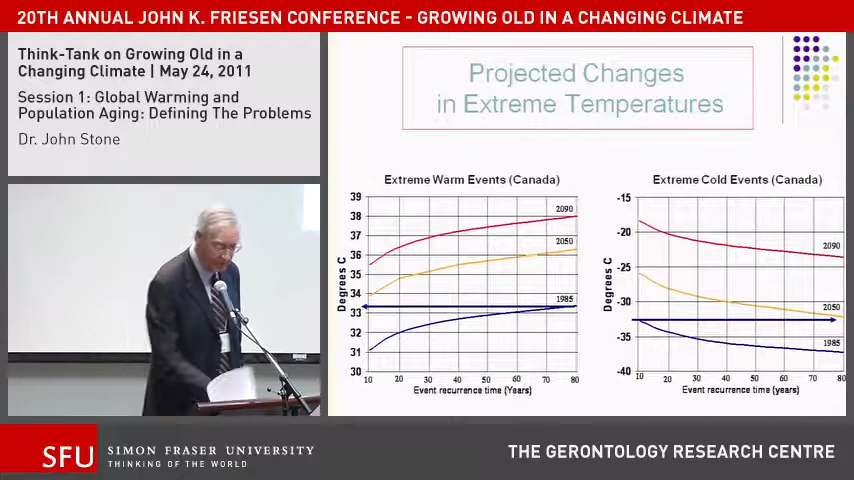 20TH ANNUAL JOHN K. FRIESEN CONFERENCE - GROWING OLD IN A CHANGING CLIMATE
Think-Tank on Growing Old in a
Changing Climate | May 24, 2011
Session 1: Global Warming and
Population Aging: Defining The Problems
Dr. John Stone
Projected Changes
in Extreme Temperatures
Extreme Warm Events (Canada)
39
38
37
36
35
34
33
32
31
30
Degrees C
2090
2050
1985
10 20 30 40 50 60 70 80
Event recurrence time (Years)
Extreme Cold Events (Canada)
-15
-20
-25
-30
-35
-40
Degrees C
2090
2050
1985
10 20 30 40 50 60 70 80
Event recurrence time (years)
SFU
SIMON FRASER UNIVERSITY
THINKING OF THE WORLD
THE GERONTOLOGY RESEARCH CENTRE